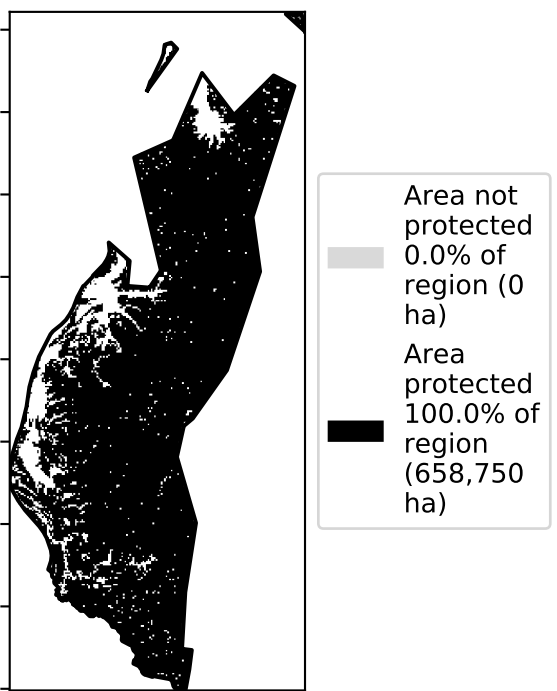 Area not
protected
0.0% of
region (0
ha)
Area
protected
100.0% of
region
(658,750
ha)